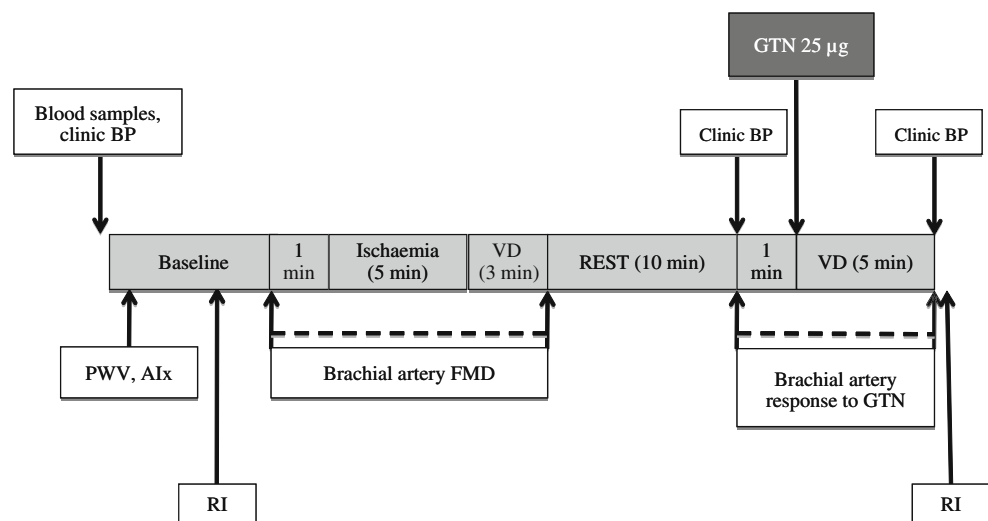 GTN 25 µg
Blood samples,
clinic BP
Clinic BP
Clinic BP
Baseline
1
min
Ischaemia
(5 min)
VD
(3 min)
REST (10 min)
1
min
VD (5 min)
PWV, AIx
Brachial artery FMD
Brachial artery
response to GTN
RI
RI